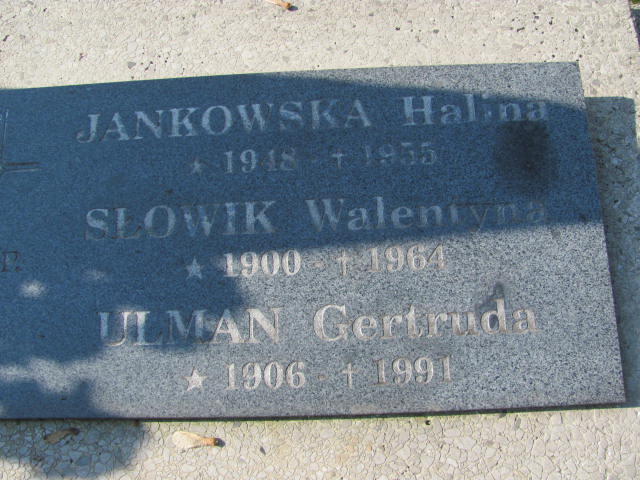 JANKOWSKA Halina
★ 1948 - † 1955
SŁOWIK Walentyna
★ 1900 - † 1964
ULMAN Gertruda
★ 1906 - † 1991